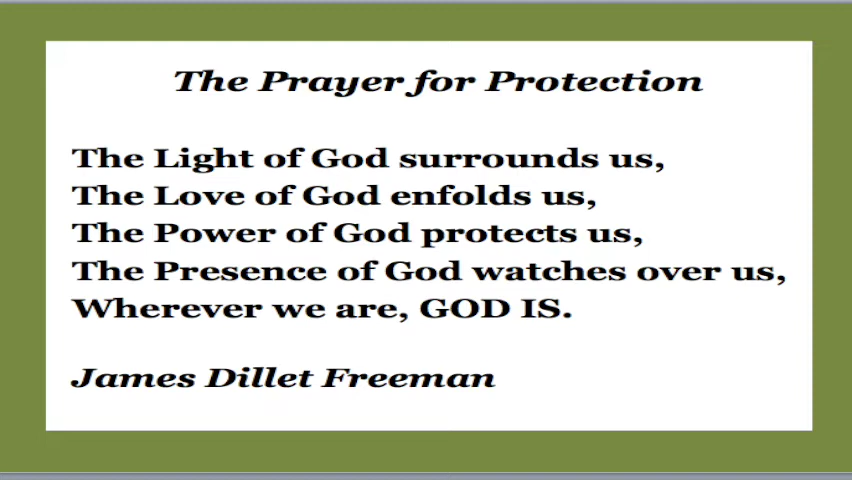 The Prayer for Protection
The Light of God surrounds us,
The Love of God enfolds us,
The Power of God protects us,
The Presence of God watches over us,
Wherever we are, GOD IS.
James Dillet Freeman